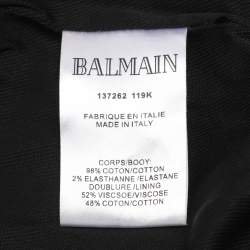 BALMAIN
137262 119K
FABRIQUE EN ITALIE
MADE IN ITALY
CORPS/BODY:
98% COTON/COTTON
2% ELASTHANNE/ELASTANE
DOUBLURE/LINING
52% VISCSOE/VISCOSE
48% COTON/COTTON